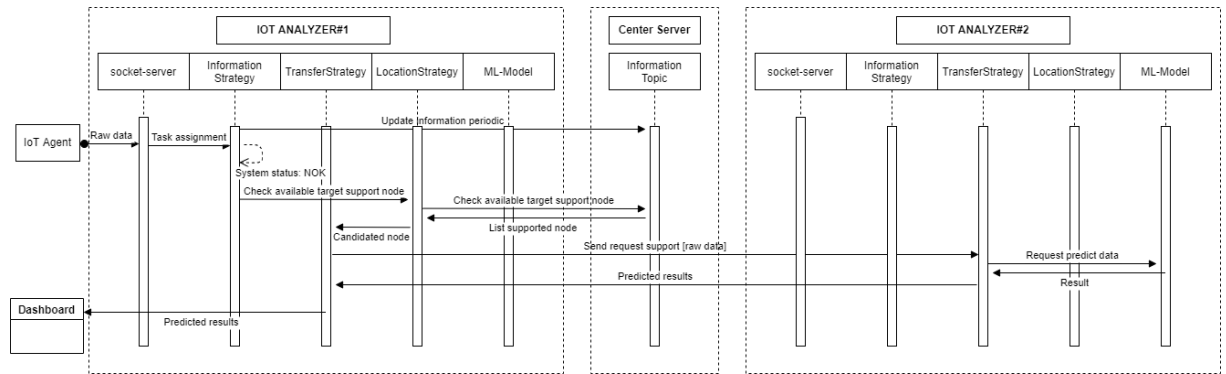 IOT ANALYZER#1
Center Server
IOT ANALYZER#2
socket-server
Information
Strategy
TransferStrategy
LocationStrategy
ML-Model
Information
Topic
socket-server
Information
Strategy
TransferStrategy
LocationStrategy
ML-Model
Update information periodic
IoT Agent
Raw data
Task assignment
System status: NOK
Check available target support node
Check available target support node
List supported node
Candidated node
Send request support [raw data]
Request predict data
Predicted results
Result
Dashboard
Predicted results